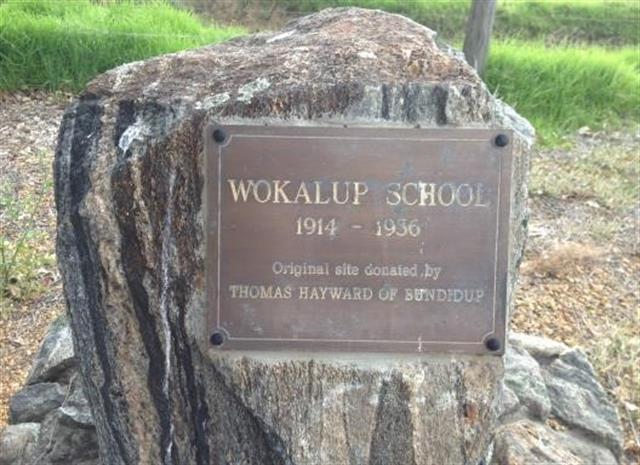 WOKALUP SCHOOL
1914 - 1936
Original site donated by
THOMAS HAYWARD OF BUNDIDUP